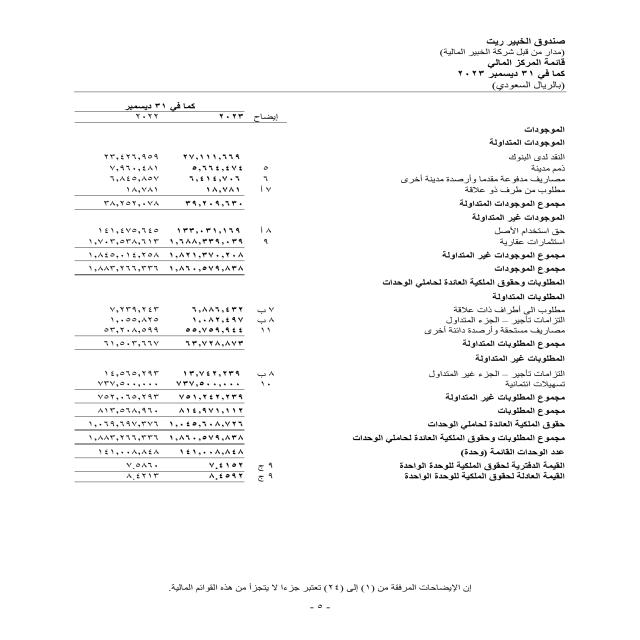 صندوق الخبير ريت
(مدار من قبل شركة الخبير المالية)
قائمة المركز المالي
كما في ٣١ ديسمبر ٢٠٢٣
(بالريال السعودي)
كما في ٣١ ديسمبر
إيضاح ٢٠٢٣ ٢٠٢٢
الموجودات
الموجودات المتداولة
النقد لدى البنوك ٢٧,١١١,٦٦٩ ٢٣,٤٢٦,٩٥٩
ذمم مدينة ٥ ٥,٦٦٤,٤٧٤ ٧,٩٦٠,٤٨١
مصاريف مدفوعة مقدما وأرصدة مدينة أخرى ٦ ٦,٤١٤,٧٠٦ ٦,٨٤٥,٨٥٧
مطلوب من طرف ذو علاقة ٧ أ ١٨,٧٨١ ١٨,٧٨١
مجموع الموجودات المتداولة ٣٩,٢٠٩,٦٣٠ ٣٨,٢٥٢,٠٧٨
الموجودات غير المتداولة
حق استخدام الأصل ٨ أ ١٣٣,٠٣١,١٦٩ ١٤١,٤٧٥,٦٤٥
استثمارات عقارية ٩ ١,٦٨٨,٣٣٩,٠٣٩ ١,٧٠٣,٥٣٨,٦١٣
مجموع الموجودات غير المتداولة ١,٨٢١,٣٧٠,٢٠٨ ١,٨٤٥,٠١٤,٢٥٨
مجموع الموجودات ١,٨٦٠,٥٧٩,٨٣٨ ١,٨٨٣,٢٦٦,٣٣٦
المطلوبات وحقوق الملكية العائدة لحاملي الوحدات
المطلوبات المتداولة
مطلوب الى أطراف ذات علاقة ٧ ب ٦,٨٨٦,٤٣٢ ٧,٢٣٩,٢٤٣
التزامات تأجير – الجزء المتداول ٨ ب ١,٠٨٢,٤٩٧ ١,٠٥٥,٨٢٥
مصاريف مستحقة وأرصدة دائنة أخرى ١١ ٥٥,٧٥٩,٩٤٤ ٥٣,٢٠٨,٥٩٩
مجموع المطلوبات المتداولة ٦٣,٧٢٨,٨٧٣ ٦١,٥٠٣,٦٦٧
المطلوبات غير المتداولة
التزامات تأجير – الجزء غير المتداول ٨ ب ١٣,٧٤٢,٢٣٩ ١٤,٥٦٥,٢٩٣
تسهيلات ائتمانية ١٠ ٧٣٧,٥٠٠,٠٠٠ ٧٣٧,٥٠٠,٠٠٠
مجموع المطلوبات غير المتداولة ٧٥١,٢٤٢,٢٣٩ ٧٥٢,٠٦٥,٢٩٣
مجموع المطلوبات ٨١٤,٩٧١,١١٢ ٨١٣,٥٦٨,٩٦٠
حقوق الملكية العائدة لحاملي الوحدات ١,٠٤٥,٦٠٨,٧٢٦ ١,٠٦٩,٦٩٧,٣٧٦
مجموع المطلوبات وحقوق الملكية العائدة لحاملي الوحدات ١,٨٦٠,٥٧٩,٨٣٨ ١,٨٨٣,٢٦٦,٣٣٦
عدد الوحدات القائمة (وحدة) ١٤١,٠٠٨,٨٤٨ ١٤١,٠٠٨,٨٤٨
القيمة الدفترية لحقوق الملكية للوحدة الواحدة ٩ ج ٧,٤١٥٢ ٧,٥٨٦٠
القيمة العادلة لحقوق الملكية للوحدة الواحدة ٩ ج ٨,٤٥٩٢ ٨,٤٢١٣
إن الإيضاحات المرفقة من (١) إلى (٢٤) تعتبر جزءا لا يتجزأ من هذه القوائم المالية.
- ٥ -